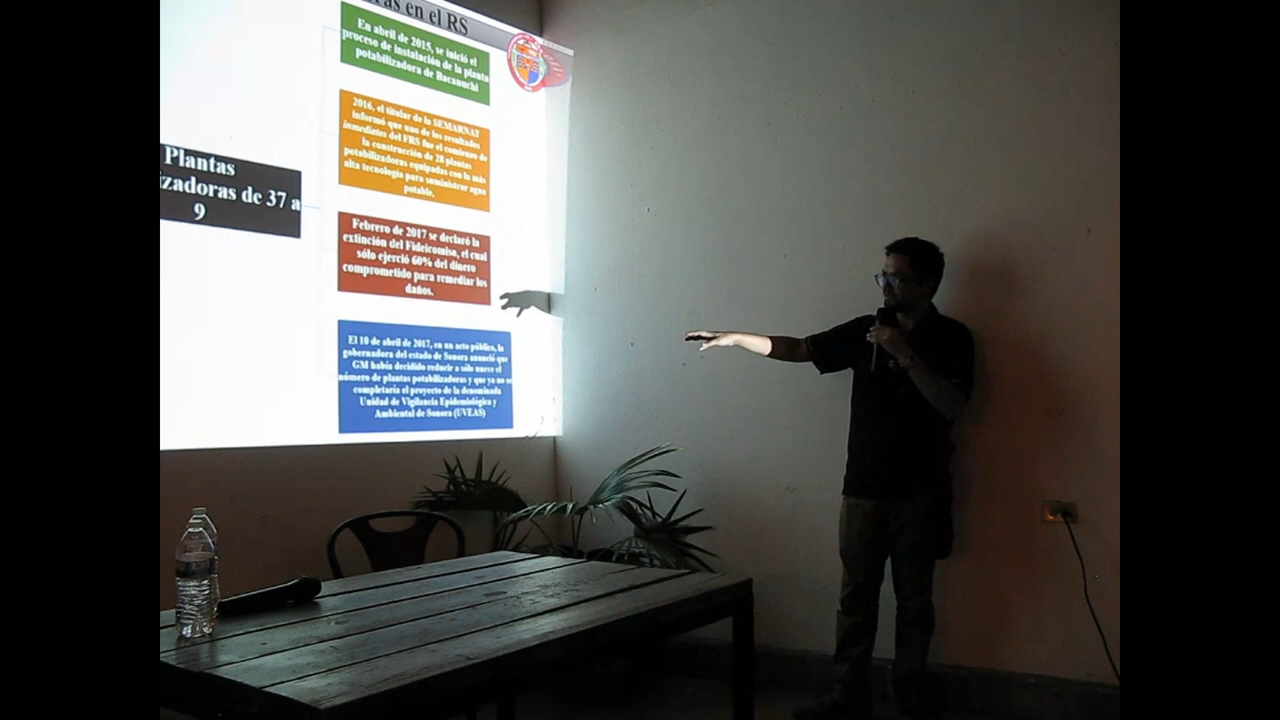 as en el RS
En abril de 2015, se inició el
proceso de instalación de la planta
potabilizadora de Bacanuchi
2016, el titular de la SEMARNAT
informó que uno de los resultados
inmediatos del FRS fue el comienzo de
la construcción de 28 plantas
potabilizadoras equipadas con la más
alta tecnología para suministrar agua
potable.
Plantas
izadoras de 37 a
9
Febrero de 2017 se declaró la
extinción del Fideicomiso, el cual
sólo ejerció 60% del dinero
comprometido para remediar los
daños.
El 10 de abril de 2017, en un acto público, la
gobernadora del estado de Sonora anunció que
GM había decidido reducir a sólo nueve el
número de plantas potabilizadoras y que ya no se
completaría el proyecto de la denominada
Unidad de Vigilancia Epidemiológica y
Ambiental de Sonora (UVEAS)